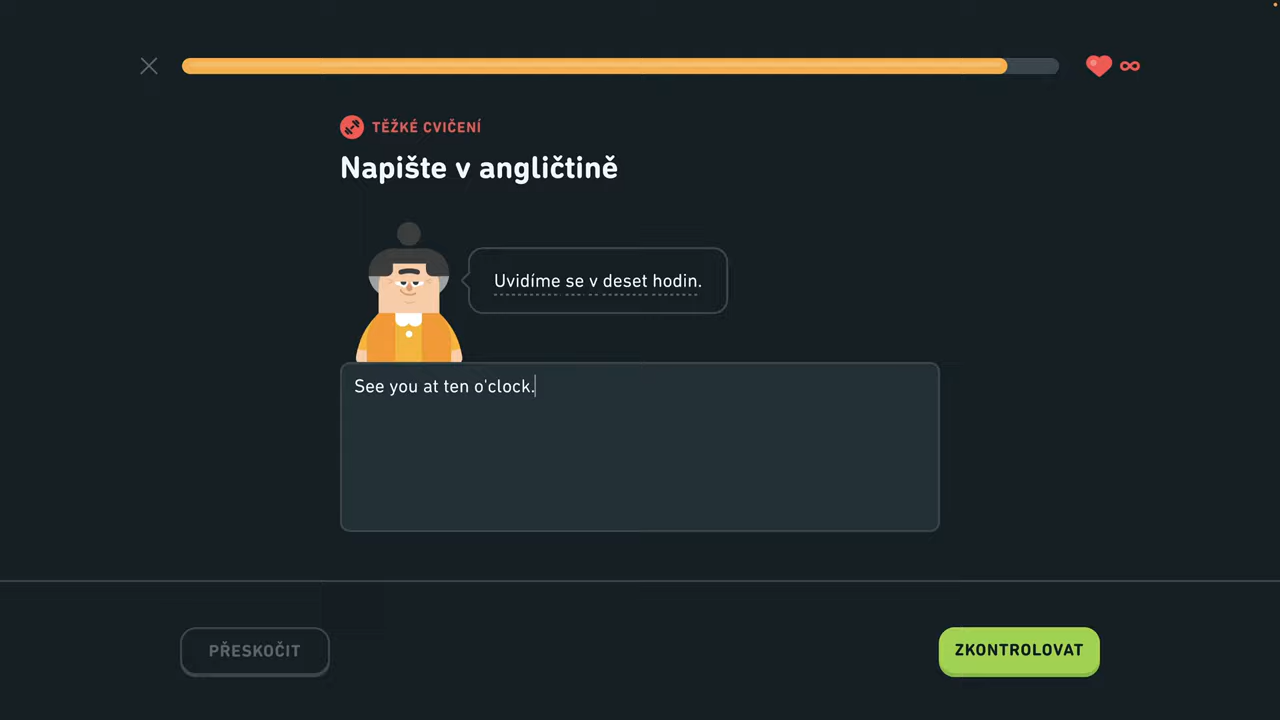 TĚŽKÉ CVIČENÍ
Napište v angličtině
Uvidíme se v deset hodin.
See you at ten o'clock.
PŘESKOČIT
ZKONTROLOVAT